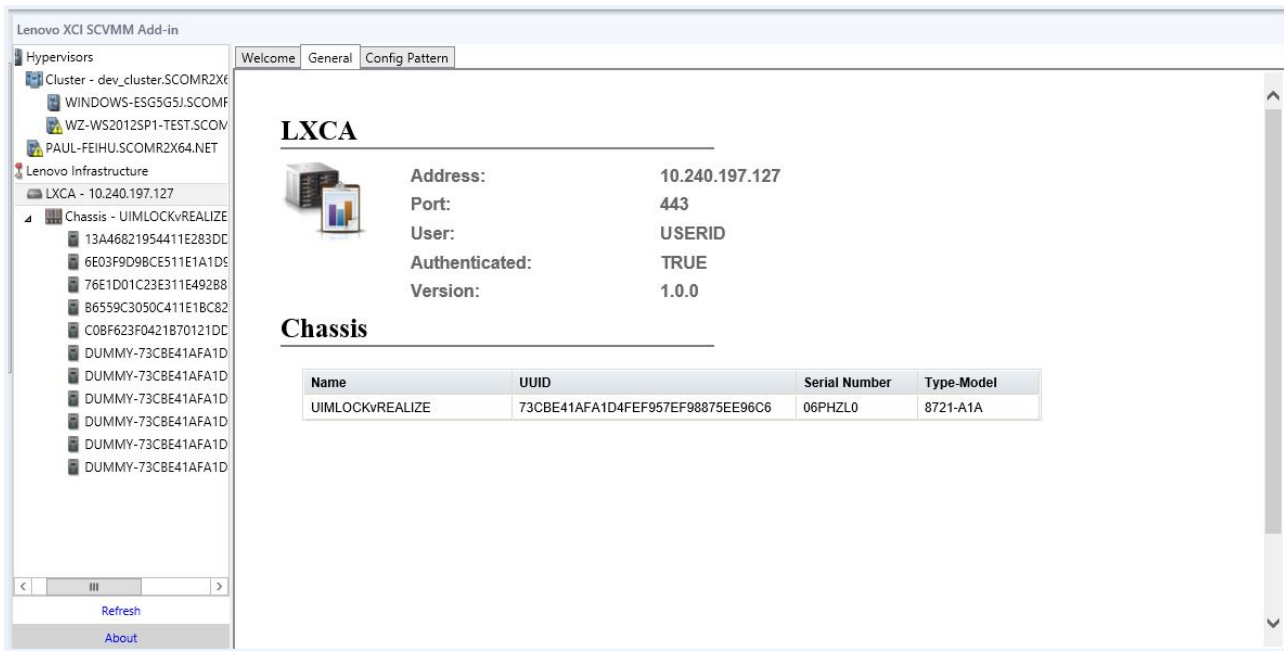 Lenovo XCI SCVMM Add-in
Hypervisors
Cluster - dev_cluster.SCOMR2X6
WINDOWS-ESG5G5J.SCOMF
WZ-WS2012SP1-TEST.SCOM
PAUL-FEIHU.SCOMR2X64.NET
Lenovo Infrastructure
LXCA - 10.240.197.127
Chassis - UIMLOCKvREALIZE
13A46821954411E283DD
6E03F9D9BCE511E1A1D9
76E1D01C23E311E492B8
B6559C3050C411E1BC82
C0BF623F0421B70121DD
DUMMY-73CBE41AFA1D
DUMMY-73CBE41AFA1D
DUMMY-73CBE41AFA1D
DUMMY-73CBE41AFA1D
DUMMY-73CBE41AFA1D
DUMMY-73CBE41AFA1D
Refresh
About
Welcome General Config Pattern
LXCA
Address: 10.240.197.127
Port: 443
User: USERID
Authenticated: TRUE
Version: 1.0.0
Chassis
Name UUID Serial Number Type-Model
UIMLOCKvREALIZE 73CBE41AFA1D4FEF957EF98875EE96C6 06PHZL0 8721-A1A